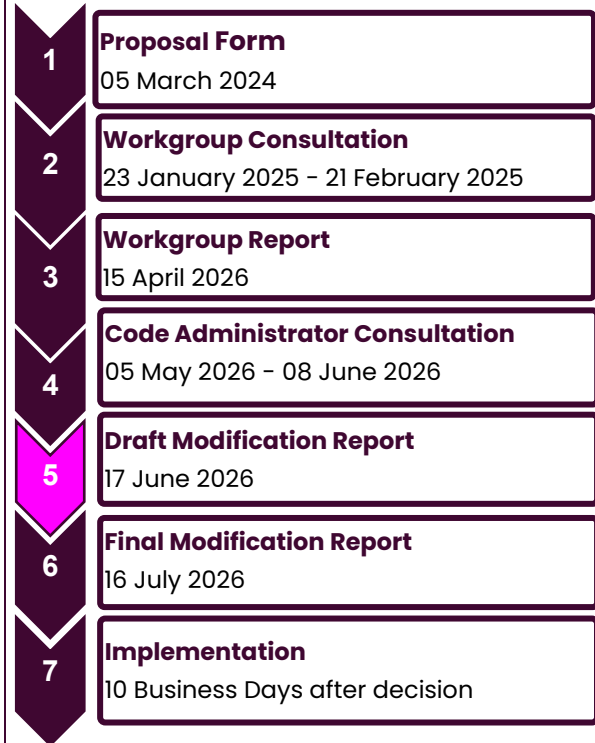 1
Proposal Form
05 March 2024
2
Workgroup Consultation
23 January 2025 - 21 February 2025
3
Workgroup Report
15 April 2026
4
Code Administrator Consultation
05 May 2026 - 08 June 2026
5
Draft Modification Report
17 June 2026
6
Final Modification Report
16 July 2026
7
Implementation
10 Business Days after decision